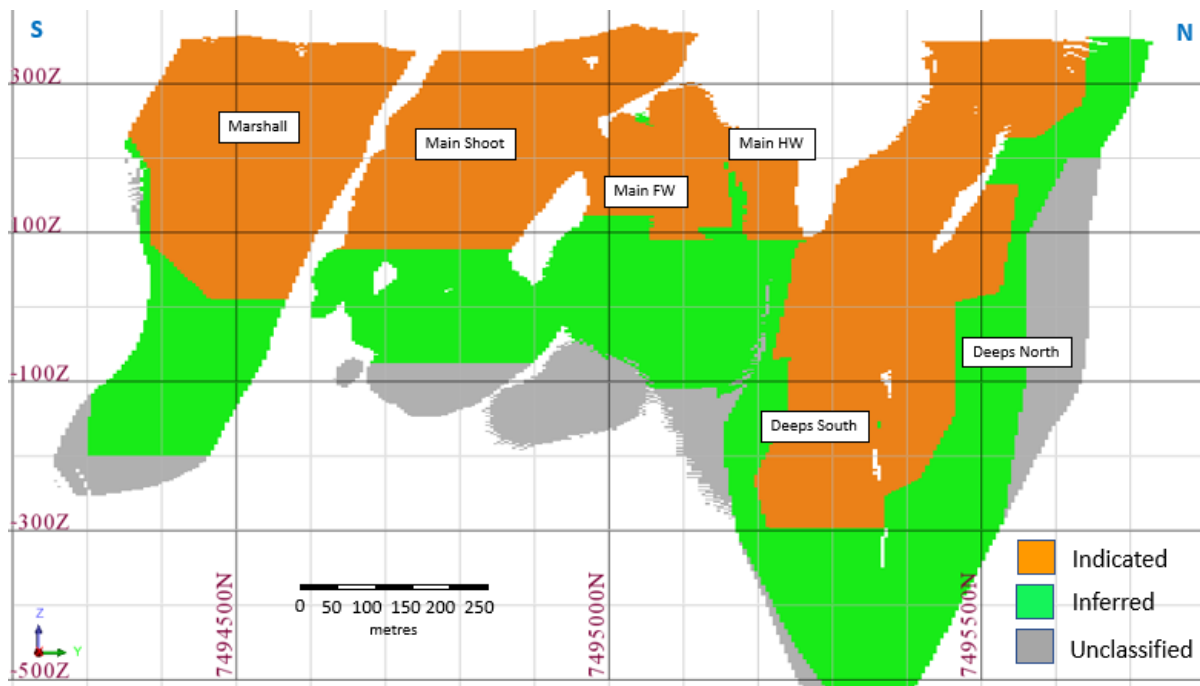 S
N
300Z
Marshall
Main Shoot
Main HW
Main FW
100Z
Deeps North
-100Z
Deeps South
-300Z
7494500N
7495000N
7495500N
Indicated
0 50 100 150 200 250
metres
Inferred
Z
Y
Unclassified
-500Z